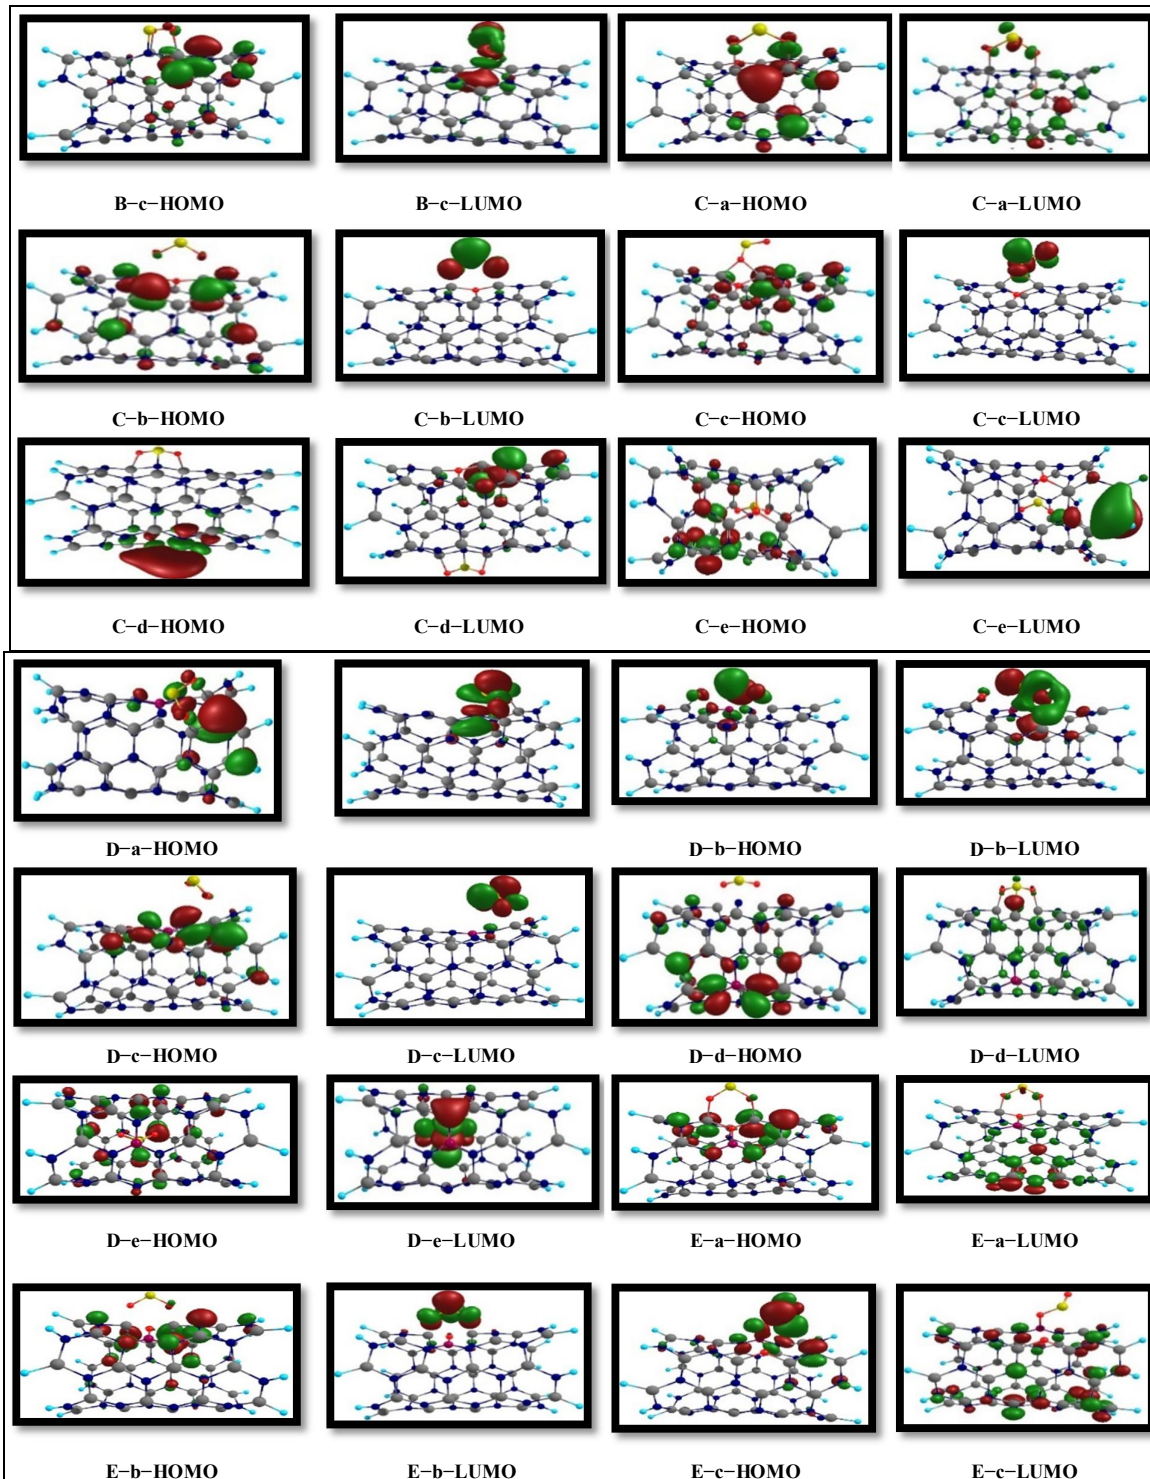 B−c−HOMO B−c−LUMO C−a−HOMO C−a−LUMO
C−b−HOMO C−b−LUMO C−c−HOMO C−c−LUMO
C−d−HOMO C−d−LUMO C−e−HOMO C−e−LUMO
D−a−HOMO D−b−HOMO D−b−LUMO
D−c−HOMO D−c−LUMO D−d−HOMO D−d−LUMO
D−e−HOMO D−e−LUMO E−a−HOMO E−a−LUMO
E−b−HOMO E−b−LUMO E−c−HOMO E−c−LUMO